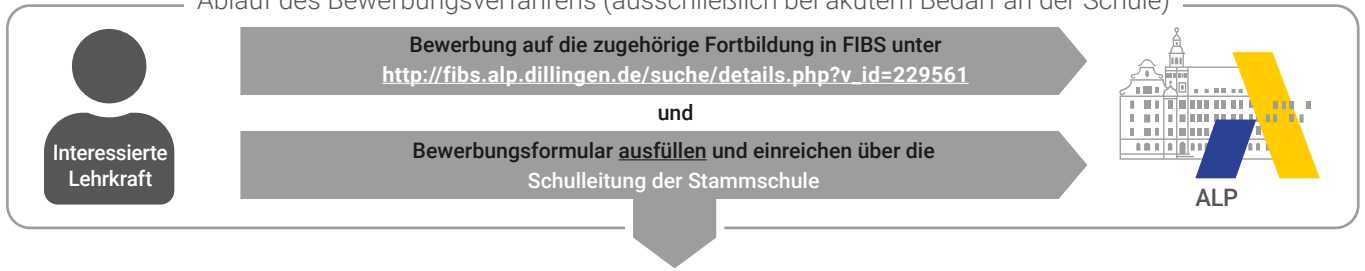 Ablauf des Bewerbungsverfahrens (ausschließlich bei akutem Bedarf an der Schule)
Bewerbung auf die zugehörige Fortbildung in FIBS unter
http://fibs.alp.dillingen.de/suche/details.php?v_id=229561
und
Interessierte
Lehrkraft
Bewerbungsformular ausfüllen und einreichen über die
Schulleitung der Stammschule
ALP